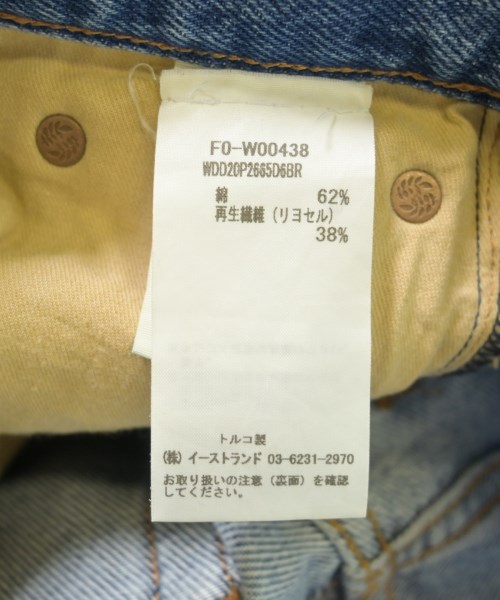 F0-W00438
WDD20P2665D6BR
綿 62%
再生繊維（リヨセル）
38%
トルコ製
(株) イーストランド 03-6231-2970
お取り扱いの注意（裏面）を確認
してください。